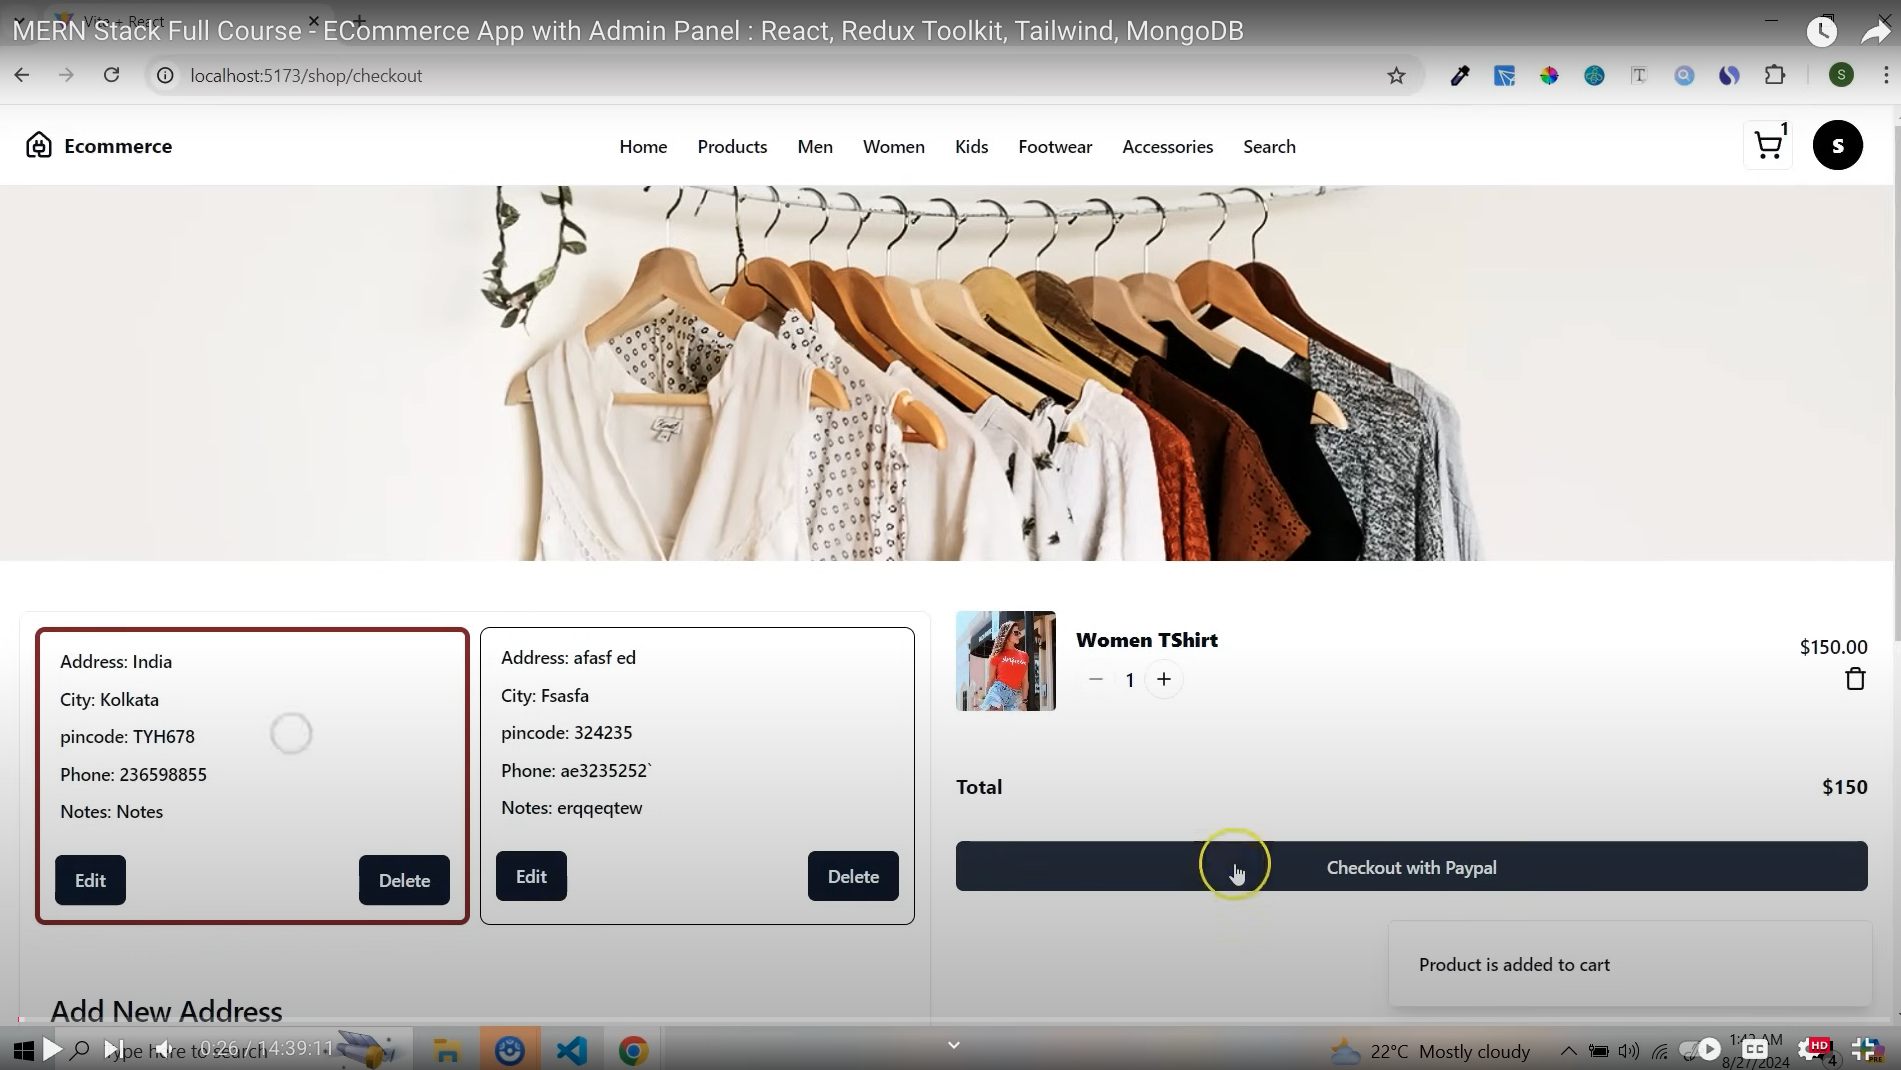 Vite + React
MERN Stack Full Course - ECommerce App with Admin Panel : React, Redux Toolkit, Tailwind, MongoDB
localhost:5173/shop/checkout
S
Ecommerce
Home Products Men Women Kids Footwear Accessories Search
1
S
Address: India
City: Kolkata
pincode: TYH678
Phone: 236598855
Notes: Notes
Edit Delete
Address: afasf ed
City: Fsasfa
pincode: 324235
Phone: ae3235252`
Notes: erqqeqtew
Edit Delete
Women TShirt
$150.00
1
Total $150
Checkout with Paypal
Product is added to cart
Add New Address
Type here to search
0:26 / 14:39:11
22°C Mostly cloudy
CC
HD
8/27/2024
4
PRE